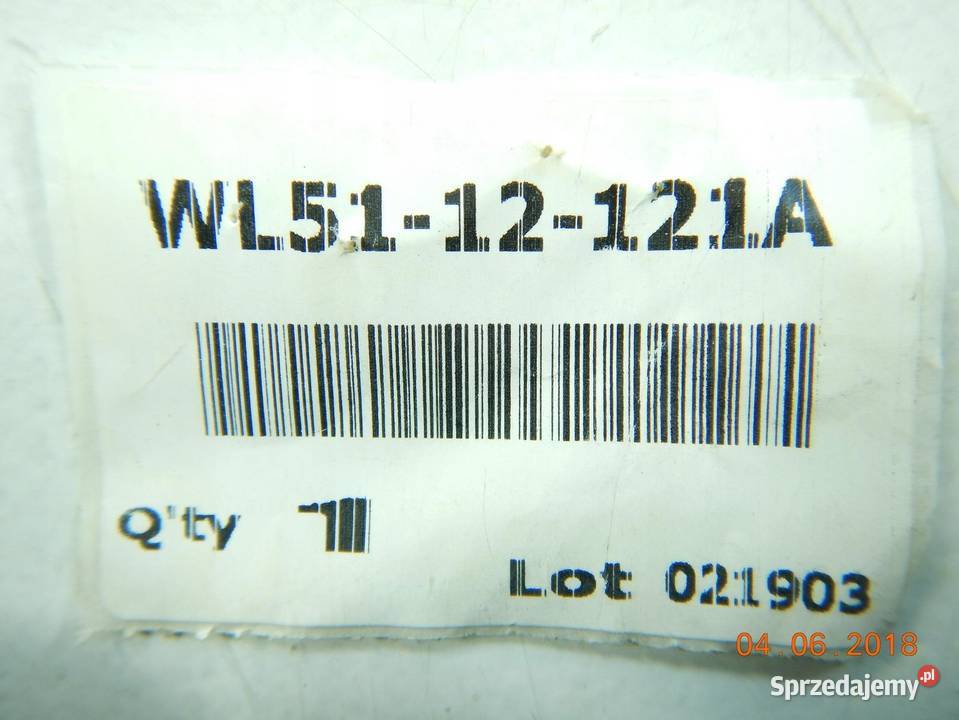 WL51-12-121A
Q'ty 1
Lot 021903
04.06.2018
Sprzedajemy.pl